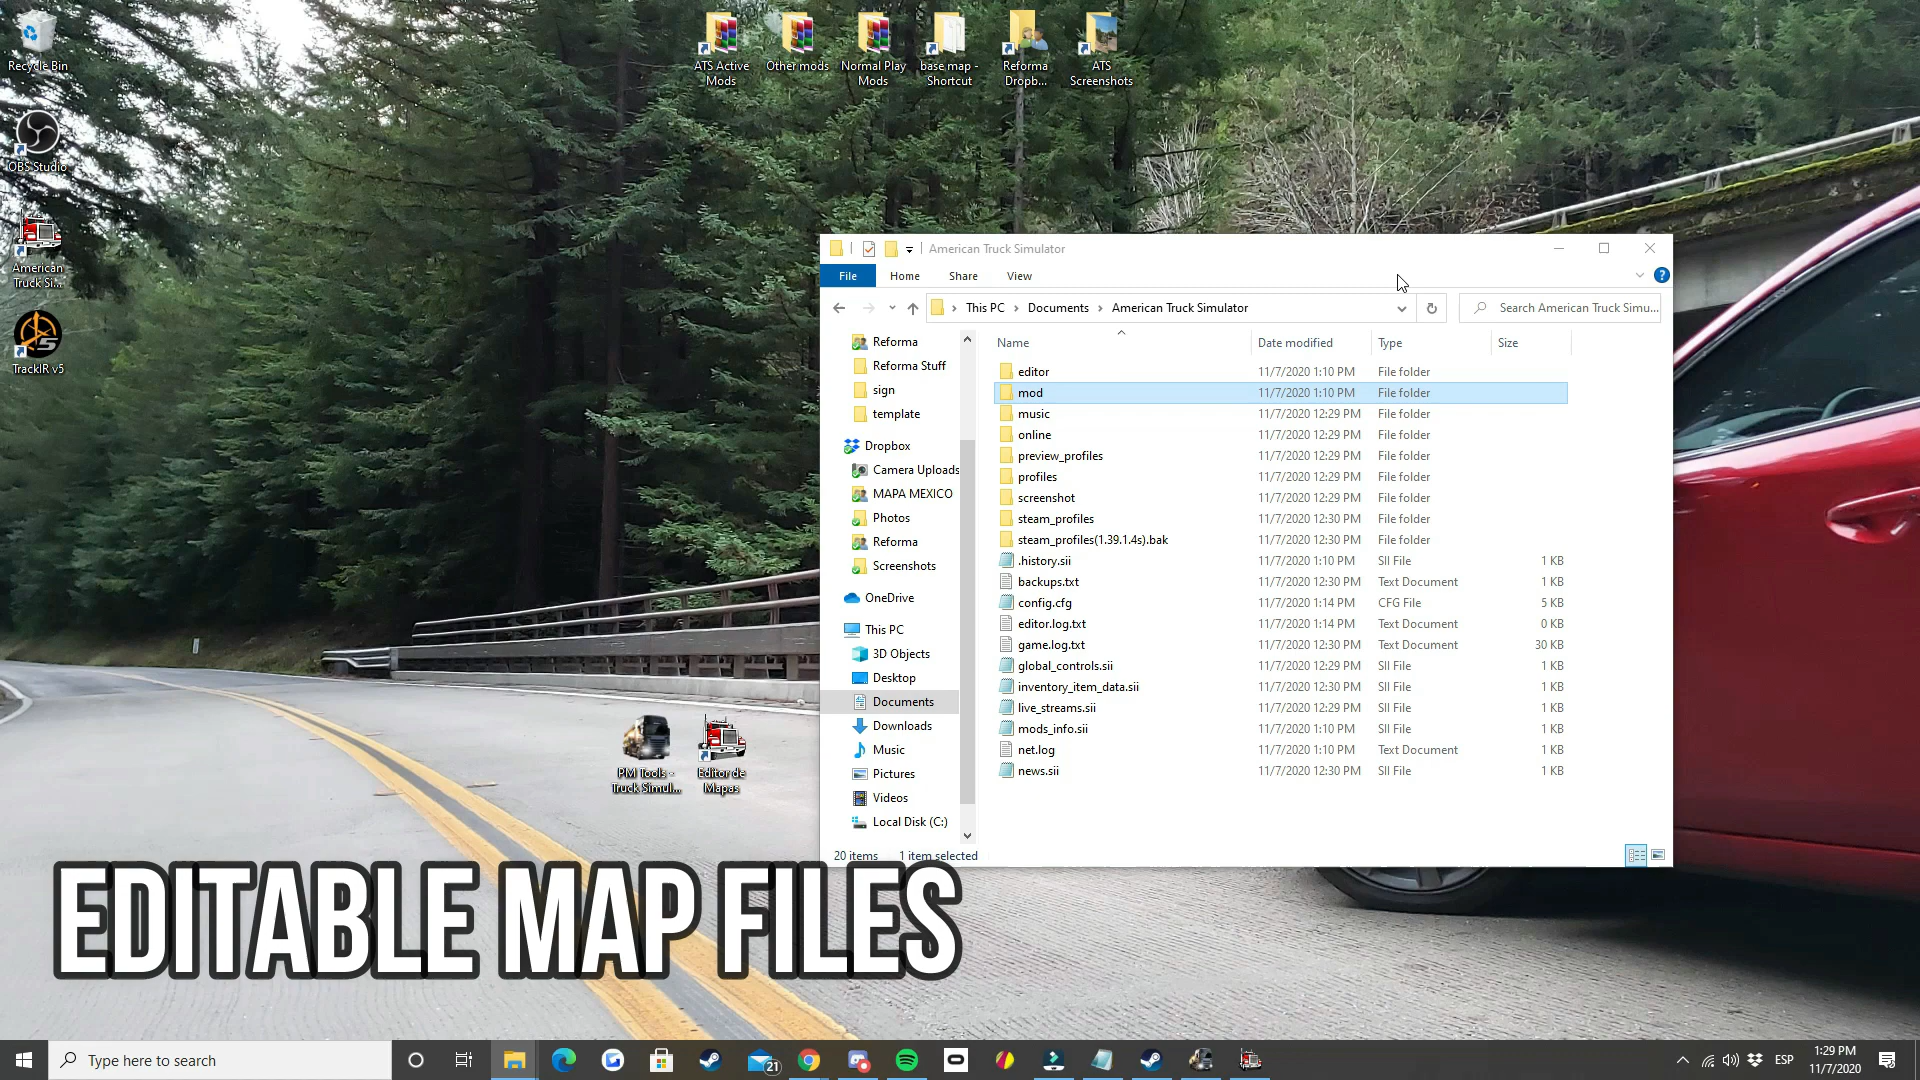 Recycle Bin
OBS Studio
American
Truck Si...
TrackIR v5
ATS Active
Mods
Other mods
Normal Play
Mods
base map -
Shortcut
Reforma
Dropb...
ATS
Screenshots
PM Tools -
Truck Simul...
Editor de
Mapas
American Truck Simulator
File
Home
Share
View
This PC
Documents
American Truck Simulator
Search American Truck Simu...
Reforma
Reforma Stuff
sign
template
Dropbox
Camera Uploads
MAPA MEXICO
Photos
Reforma
Screenshots
OneDrive
This PC
3D Objects
Desktop
Documents
Downloads
Music
Pictures
Videos
Local Disk (C:)
Name Date modified Type Size
editor 11/7/2020 1:10 PM File folder
mod 11/7/2020 1:10 PM File folder
music 11/7/2020 12:29 PM File folder
online 11/7/2020 12:29 PM File folder
preview_profiles 11/7/2020 12:29 PM File folder
profiles 11/7/2020 12:29 PM File folder
screenshot 11/7/2020 12:29 PM File folder
steam_profiles 11/7/2020 12:30 PM File folder
steam_profiles(1.39.1.4s).bak 11/7/2020 12:30 PM File folder
.history.sii 11/7/2020 1:10 PM SII File 1 KB
backups.txt 11/7/2020 12:30 PM Text Document 1 KB
config.cfg 11/7/2020 1:14 PM CFG File 5 KB
editor.log.txt 11/7/2020 1:14 PM Text Document 0 KB
game.log.txt 11/7/2020 12:30 PM Text Document 30 KB
global_controls.sii 11/7/2020 12:29 PM SII File 1 KB
inventory_item_data.sii 11/7/2020 12:30 PM SII File 1 KB
live_streams.sii 11/7/2020 12:29 PM SII File 1 KB
mods_info.sii 11/7/2020 1:10 PM SII File 1 KB
net.log 11/7/2020 1:10 PM Text Document 1 KB
news.sii 11/7/2020 12:30 PM SII File 1 KB
20 items 1 item selected
EDITABLE MAP FILES
Type here to search
21
ESP
1:29 PM
11/7/2020